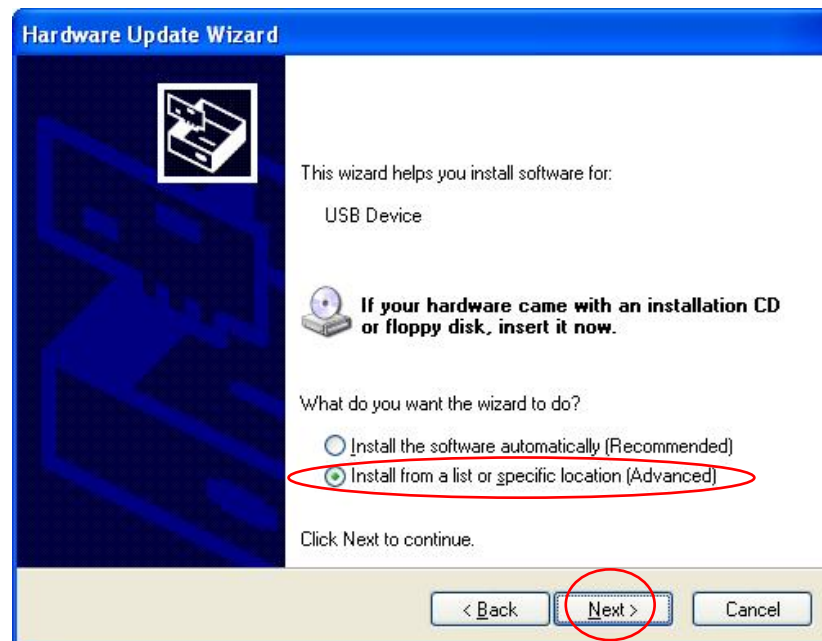 Hardware Update Wizard
This wizard helps you install software for:
USB Device
If your hardware came with an installation CD
or floppy disk, insert it now.
What do you want the wizard to do?
Install the software automatically (Recommended)
Install from a list or specific location (Advanced)
Click Next to continue.
< Back Next > Cancel